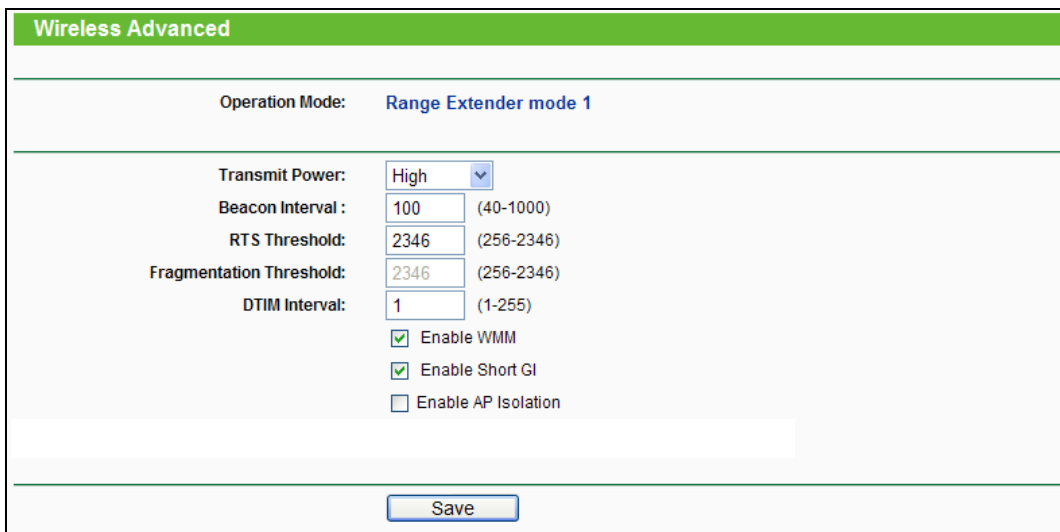 Wireless Advanced
Operation Mode: Range Extender mode 1
Transmit Power: High
Beacon Interval : 100 (40-1000)
RTS Threshold: 2346 (256-2346)
Fragmentation Threshold: 2346 (256-2346)
DTIM Interval: 1 (1-255)
Enable WMM
Enable Short GI
Enable AP Isolation
Save